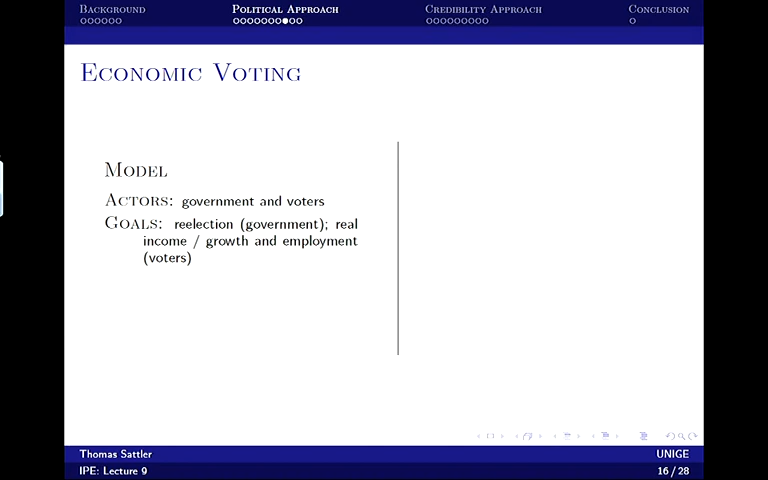 Background Political Approach Credibility Approach Conclusion
Economic Voting
Model
Actors: government and voters
Goals: reelection (government); real
income / growth and employment
(voters)
Thomas Sattler UNIGE
IPE: Lecture 9 16 / 28